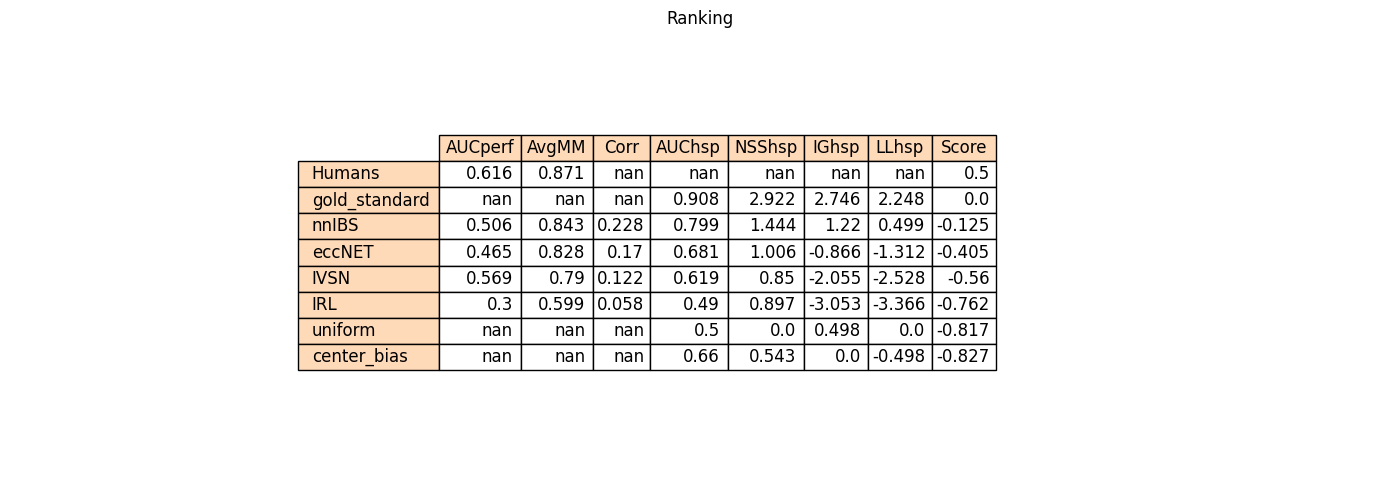 Ranking
AUCperf AvgMM Corr AUChsp NSShsp IGhsp LLhsp Score
Humans 0.616 0.871 nan nan nan nan nan 0.5
gold_standard nan nan nan 0.908 2.922 2.746 2.248 0.0
nnIBS 0.506 0.843 0.228 0.799 1.444 1.22 0.499 -0.125
eccNET 0.465 0.828 0.17 0.681 1.006 -0.866 -1.312 -0.405
IVSN 0.569 0.79 0.122 0.619 0.85 -2.055 -2.528 -0.56
IRL 0.3 0.599 0.058 0.49 0.897 -3.053 -3.366 -0.762
uniform nan nan nan 0.5 0.0 0.498 0.0 -0.817
center_bias nan nan nan 0.66 0.543 0.0 -0.498 -0.827